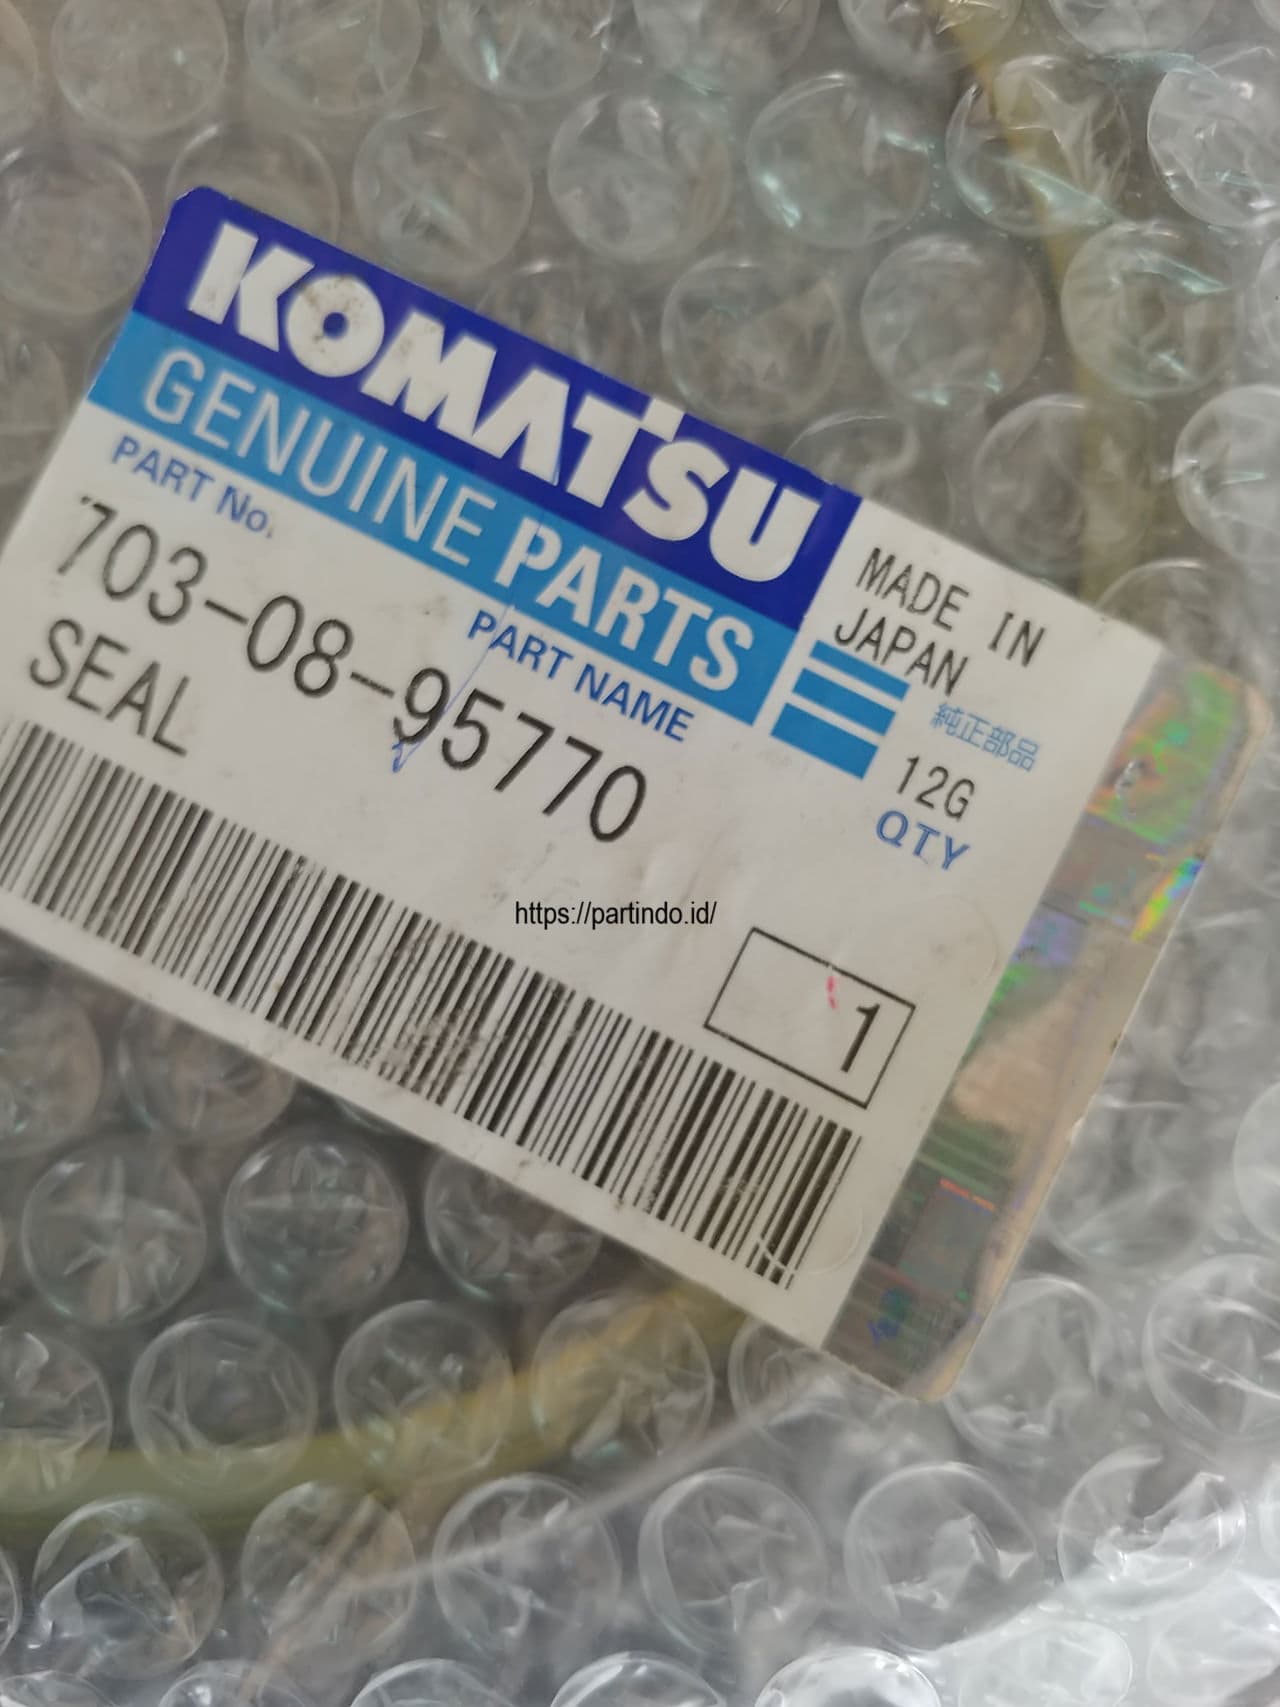 KOMATSU
GENUINE PARTS
PART No.
703-08-95770
PART NAME
SEAL
MADE IN
JAPAN
純正部品
12G
QTY
1
https://partindo.id/